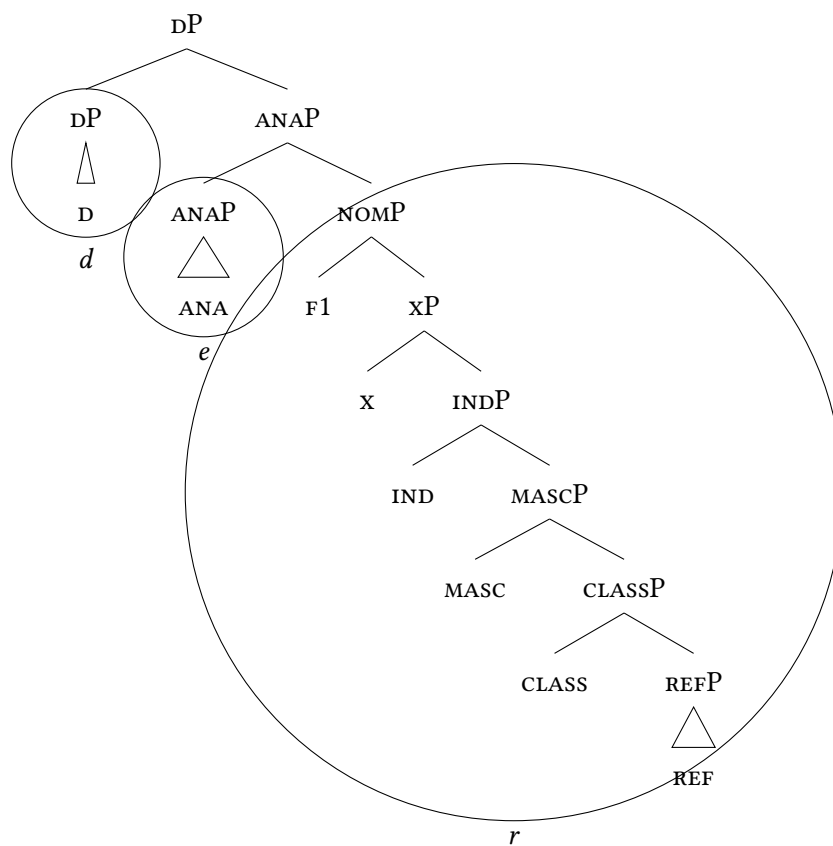 DP
DP ANAP
D ANAP NOMP
d
ANA F1 XP
e
X INDP
IND MASCP
MASC CLASSP
CLASS REFP
REF
r